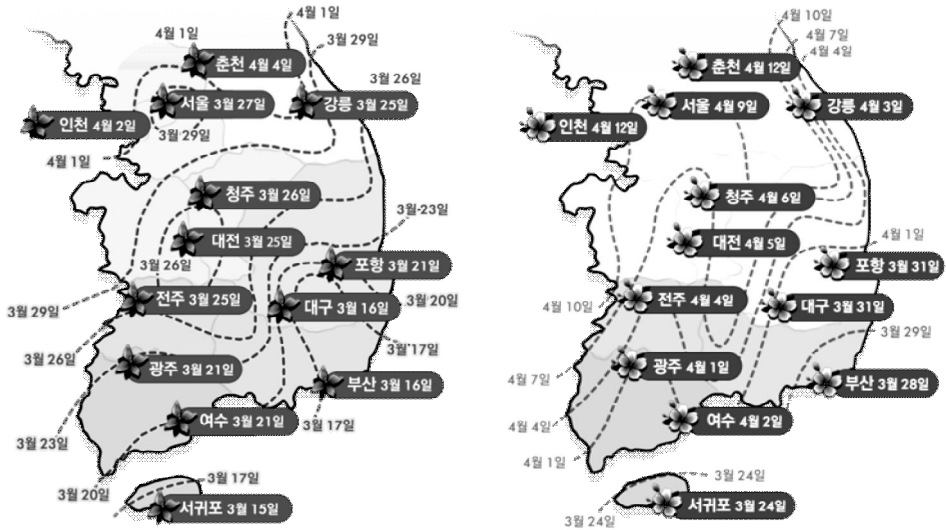 4월 1일
4월 1일
3월 29일
춘천 4월 4일
3월 26일
서울 3월 27일
강릉 3월 25일
인천 4월 2일
3월 29일
4월 1일
청주 3월 26일
3월 23일
대전 3월 25일
3월 26일
포항 3월 21일
전주 3월 25일
대구 3월 16일
3월 20일
3월 29일
3월 17일
3월 26일
광주 3월 21일
부산 3월 16일
여수 3월 21일
3월 17일
3월 23일
3월 20일
3월 17일
서귀포 3월 15일
4월 10일
4월 7일
4월 4일
춘천 4월 12일
서울 4월 9일
강릉 4월 3일
인천 4월 12일
청주 4월 6일
4월 1일
대전 4월 5일
포항 3월 31일
전주 4월 4일
대구 3월 31일
4월 10일
3월 29일
광주 4월 1일
4월 7일
부산 3월 28일
여수 4월 2일
4월 4일
4월 1일
3월 24일
서귀포 3월 24일
3월 24일